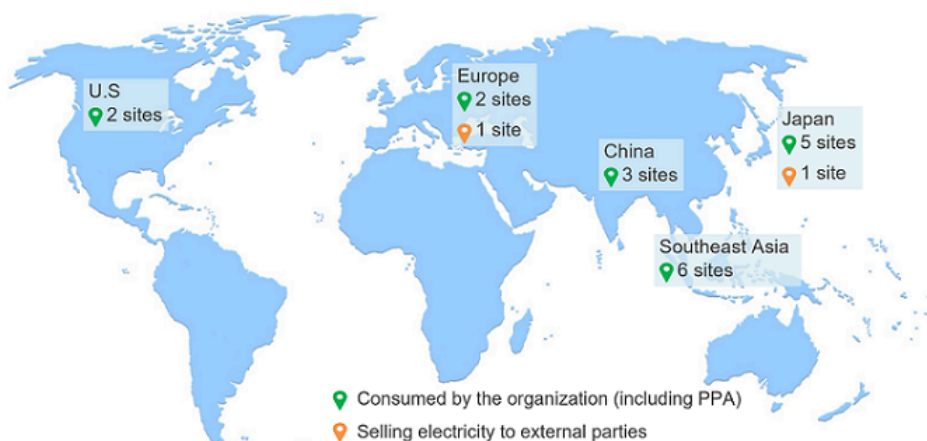 U.S
2 sites
Europe
2 sites
1 site
China
3 sites
Japan
5 sites
1 site
Southeast Asia
6 sites
Consumed by the organization (including PPA)
Selling electricity to external parties